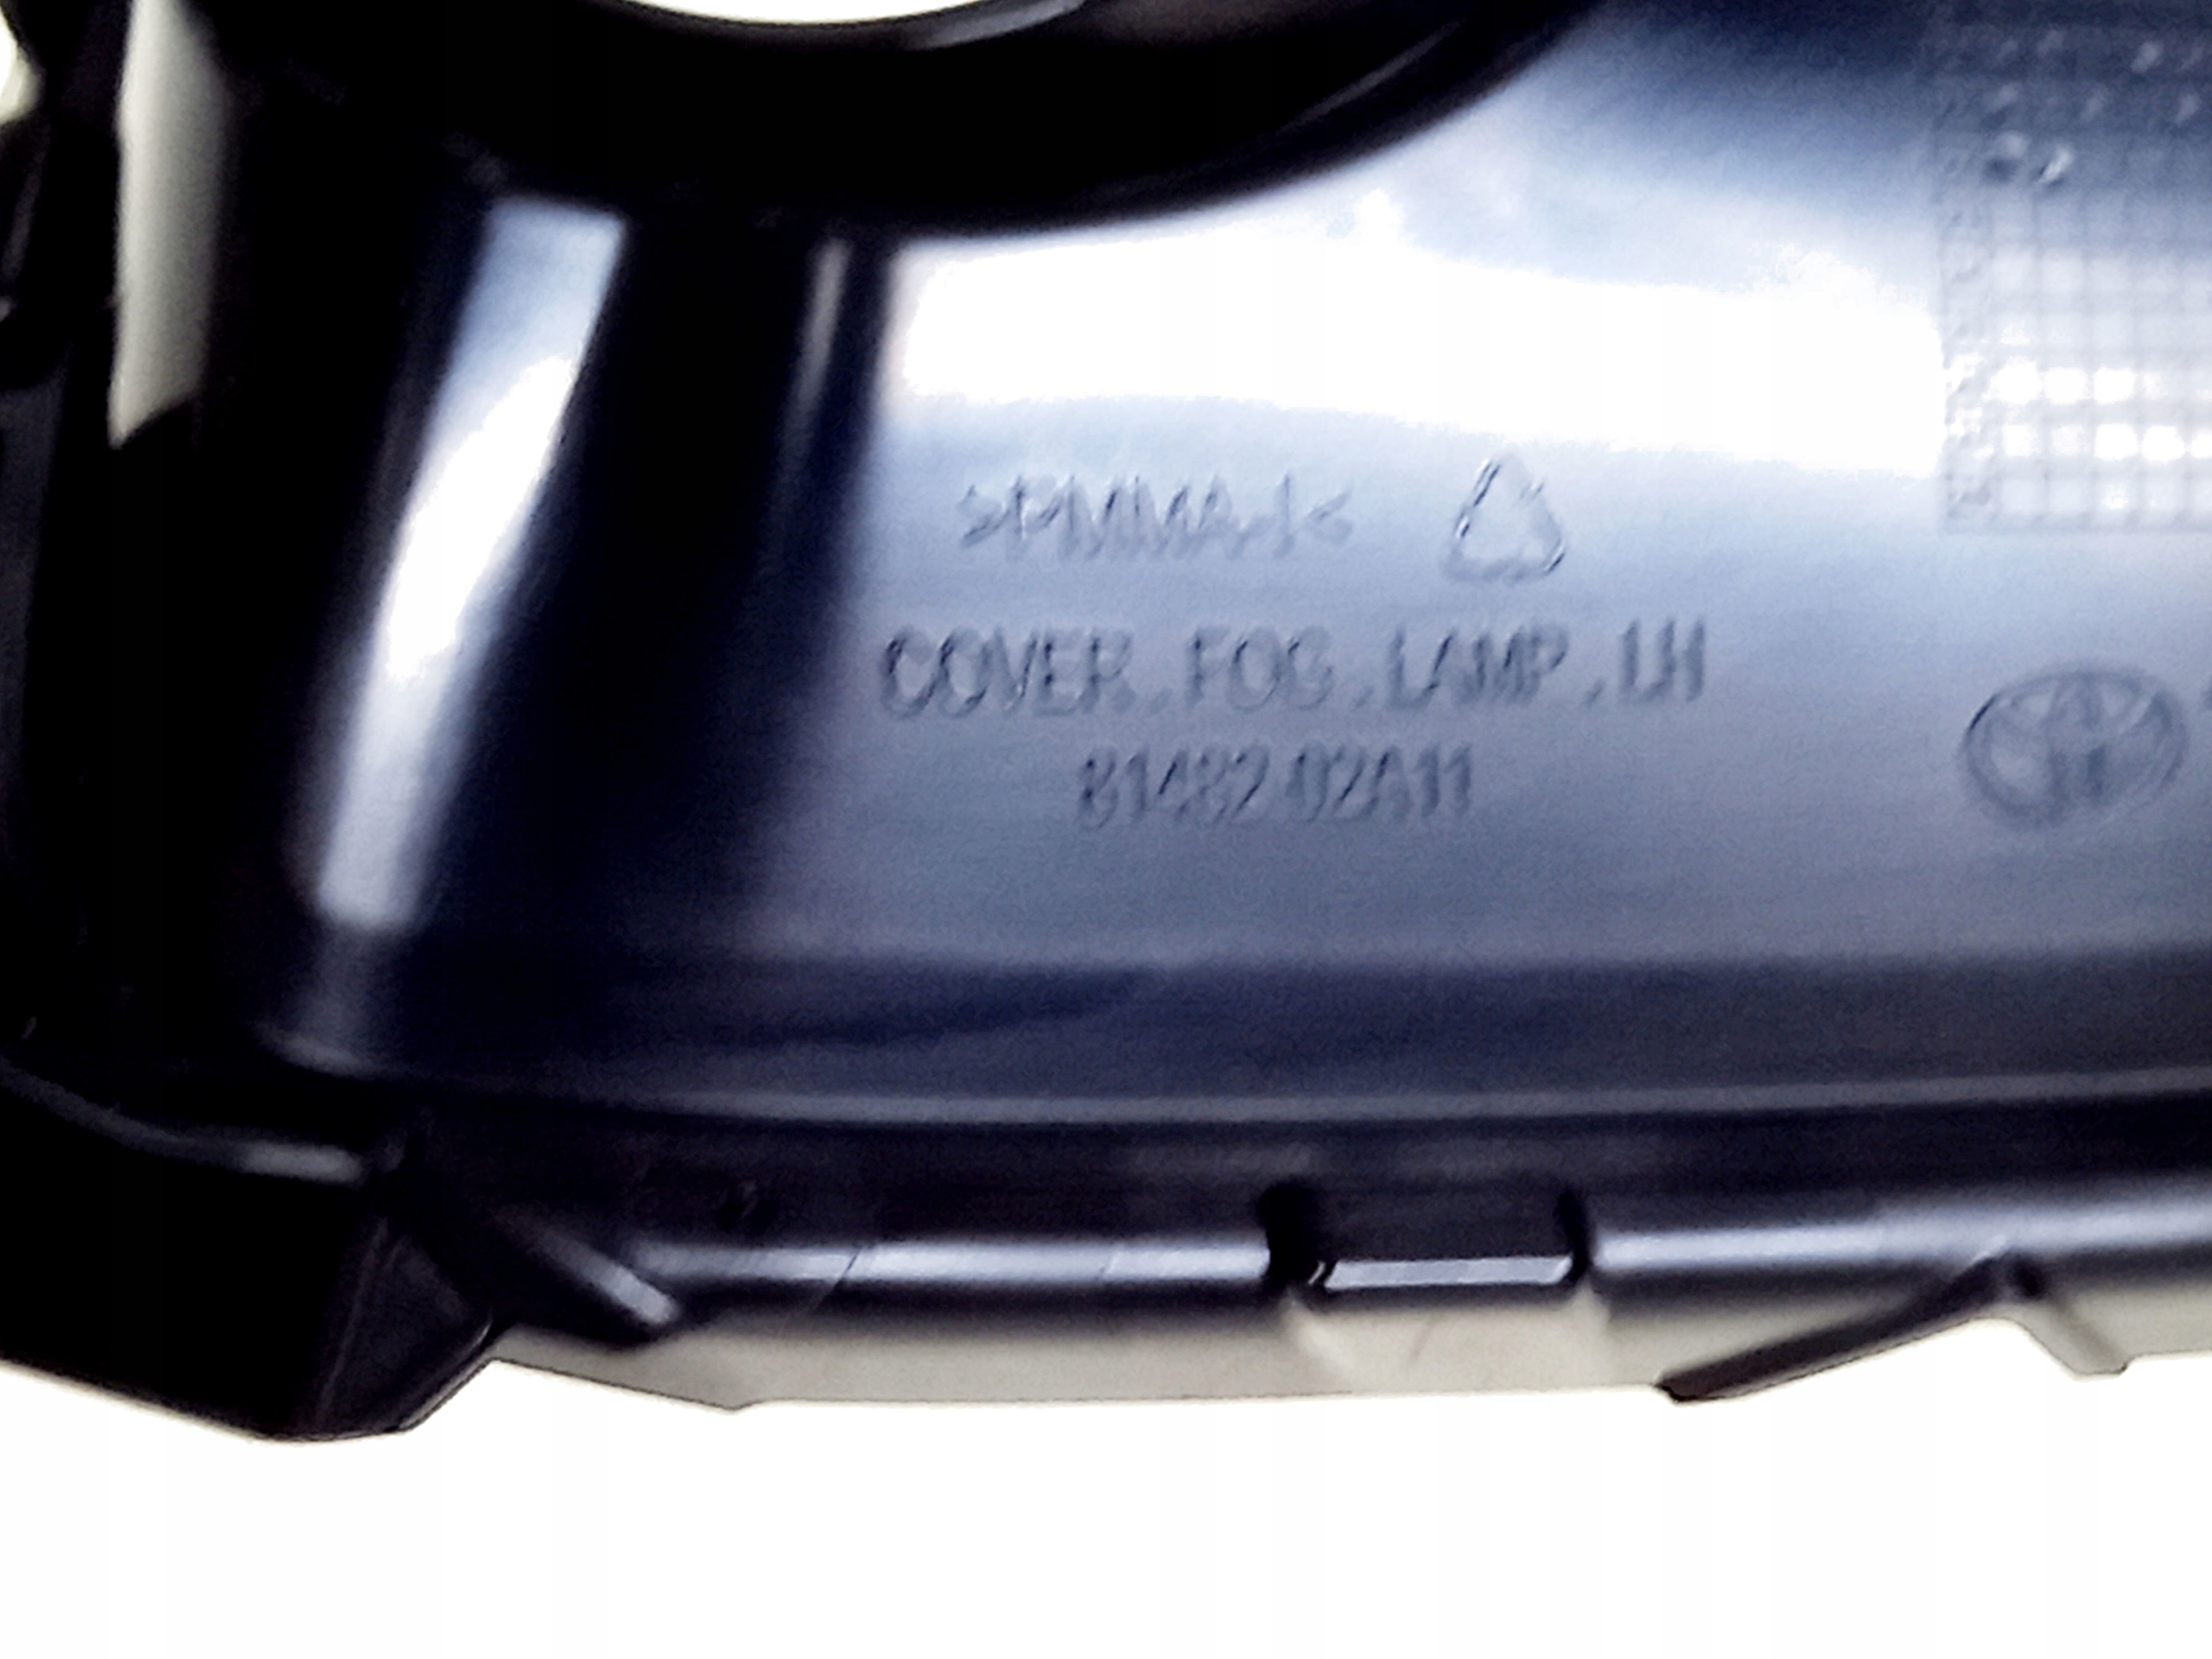 >PMMA-I<
COVER.FOG.LAMP.LH
81482 02A11